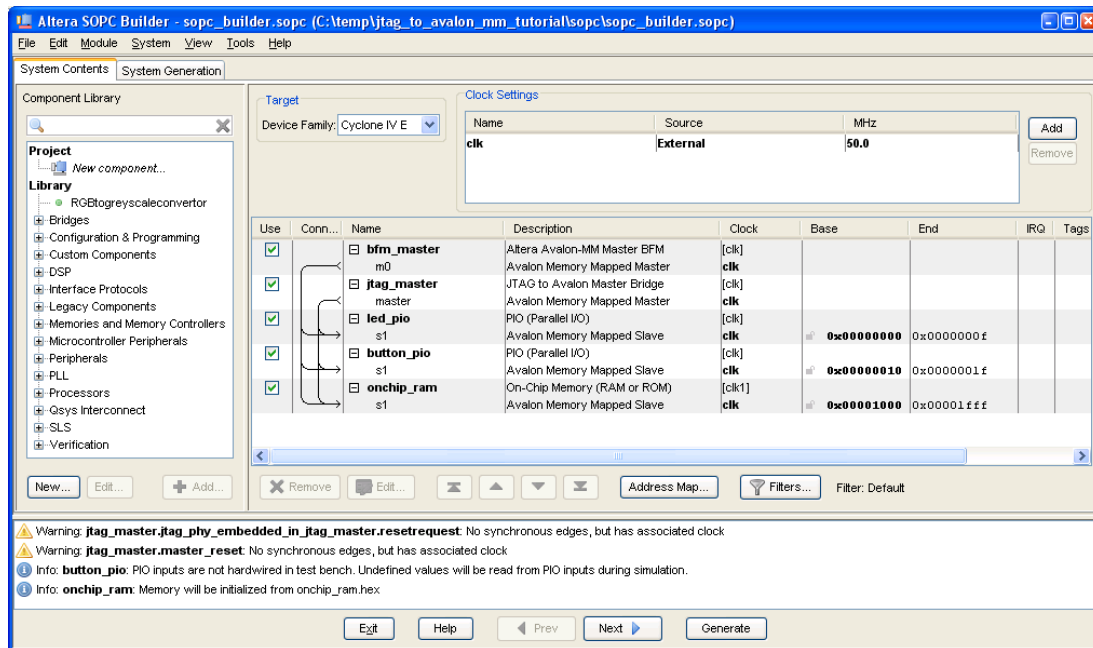 Altera SOPC Builder - sopc_builder.sopc (C:\temp\jtag_to_avalon_mm_tutorial\sopc\sopc_builder.sopc)
File Edit Module System View Tools Help
System Contents System Generation
Component Library
Project
New component...
Library
RGBtogreyscaleconvertor
Bridges
Configuration & Programming
Custom Components
DSP
Interface Protocols
Legacy Components
Memories and Memory Controllers
Microcontroller Peripherals
Peripherals
PLL
Processors
Qsys Interconnect
SLS
Verification
New... Edit... Add...
Target
Device Family: Cyclone IV E
Clock Settings
Name Source MHz
clk External 50.0
Add
Remove
Use Conn... Name Description Clock Base End IRQ Tags
bfm_master Altera Avalon-MM Master BFM [clk]
m0 Avalon Memory Mapped Master clk
jtag_master JTAG to Avalon Master Bridge [clk]
master Avalon Memory Mapped Master clk
led_pio PIO (Parallel I/O) [clk]
s1 Avalon Memory Mapped Slave clk 0x00000000 0x0000000f
button_pio PIO (Parallel I/O) [clk]
s1 Avalon Memory Mapped Slave clk 0x00000010 0x0000001f
onchip_ram On-Chip Memory (RAM or ROM) [clk1]
s1 Avalon Memory Mapped Slave clk 0x00001000 0x00001fff
Remove Edit... Address Map... Filters... Filter: Default
Warning: jtag_master.jtag_phy_embedded_in_jtag_master.resetrequest: No synchronous edges, but has associated clock
Warning: jtag_master.master_reset: No synchronous edges, but has associated clock
Info: button_pio: PIO inputs are not hardwired in test bench. Undefined values will be read from PIO inputs during simulation.
Info: onchip_ram: Memory will be initialized from onchip_ram.hex
Exit Help Prev Next Generate